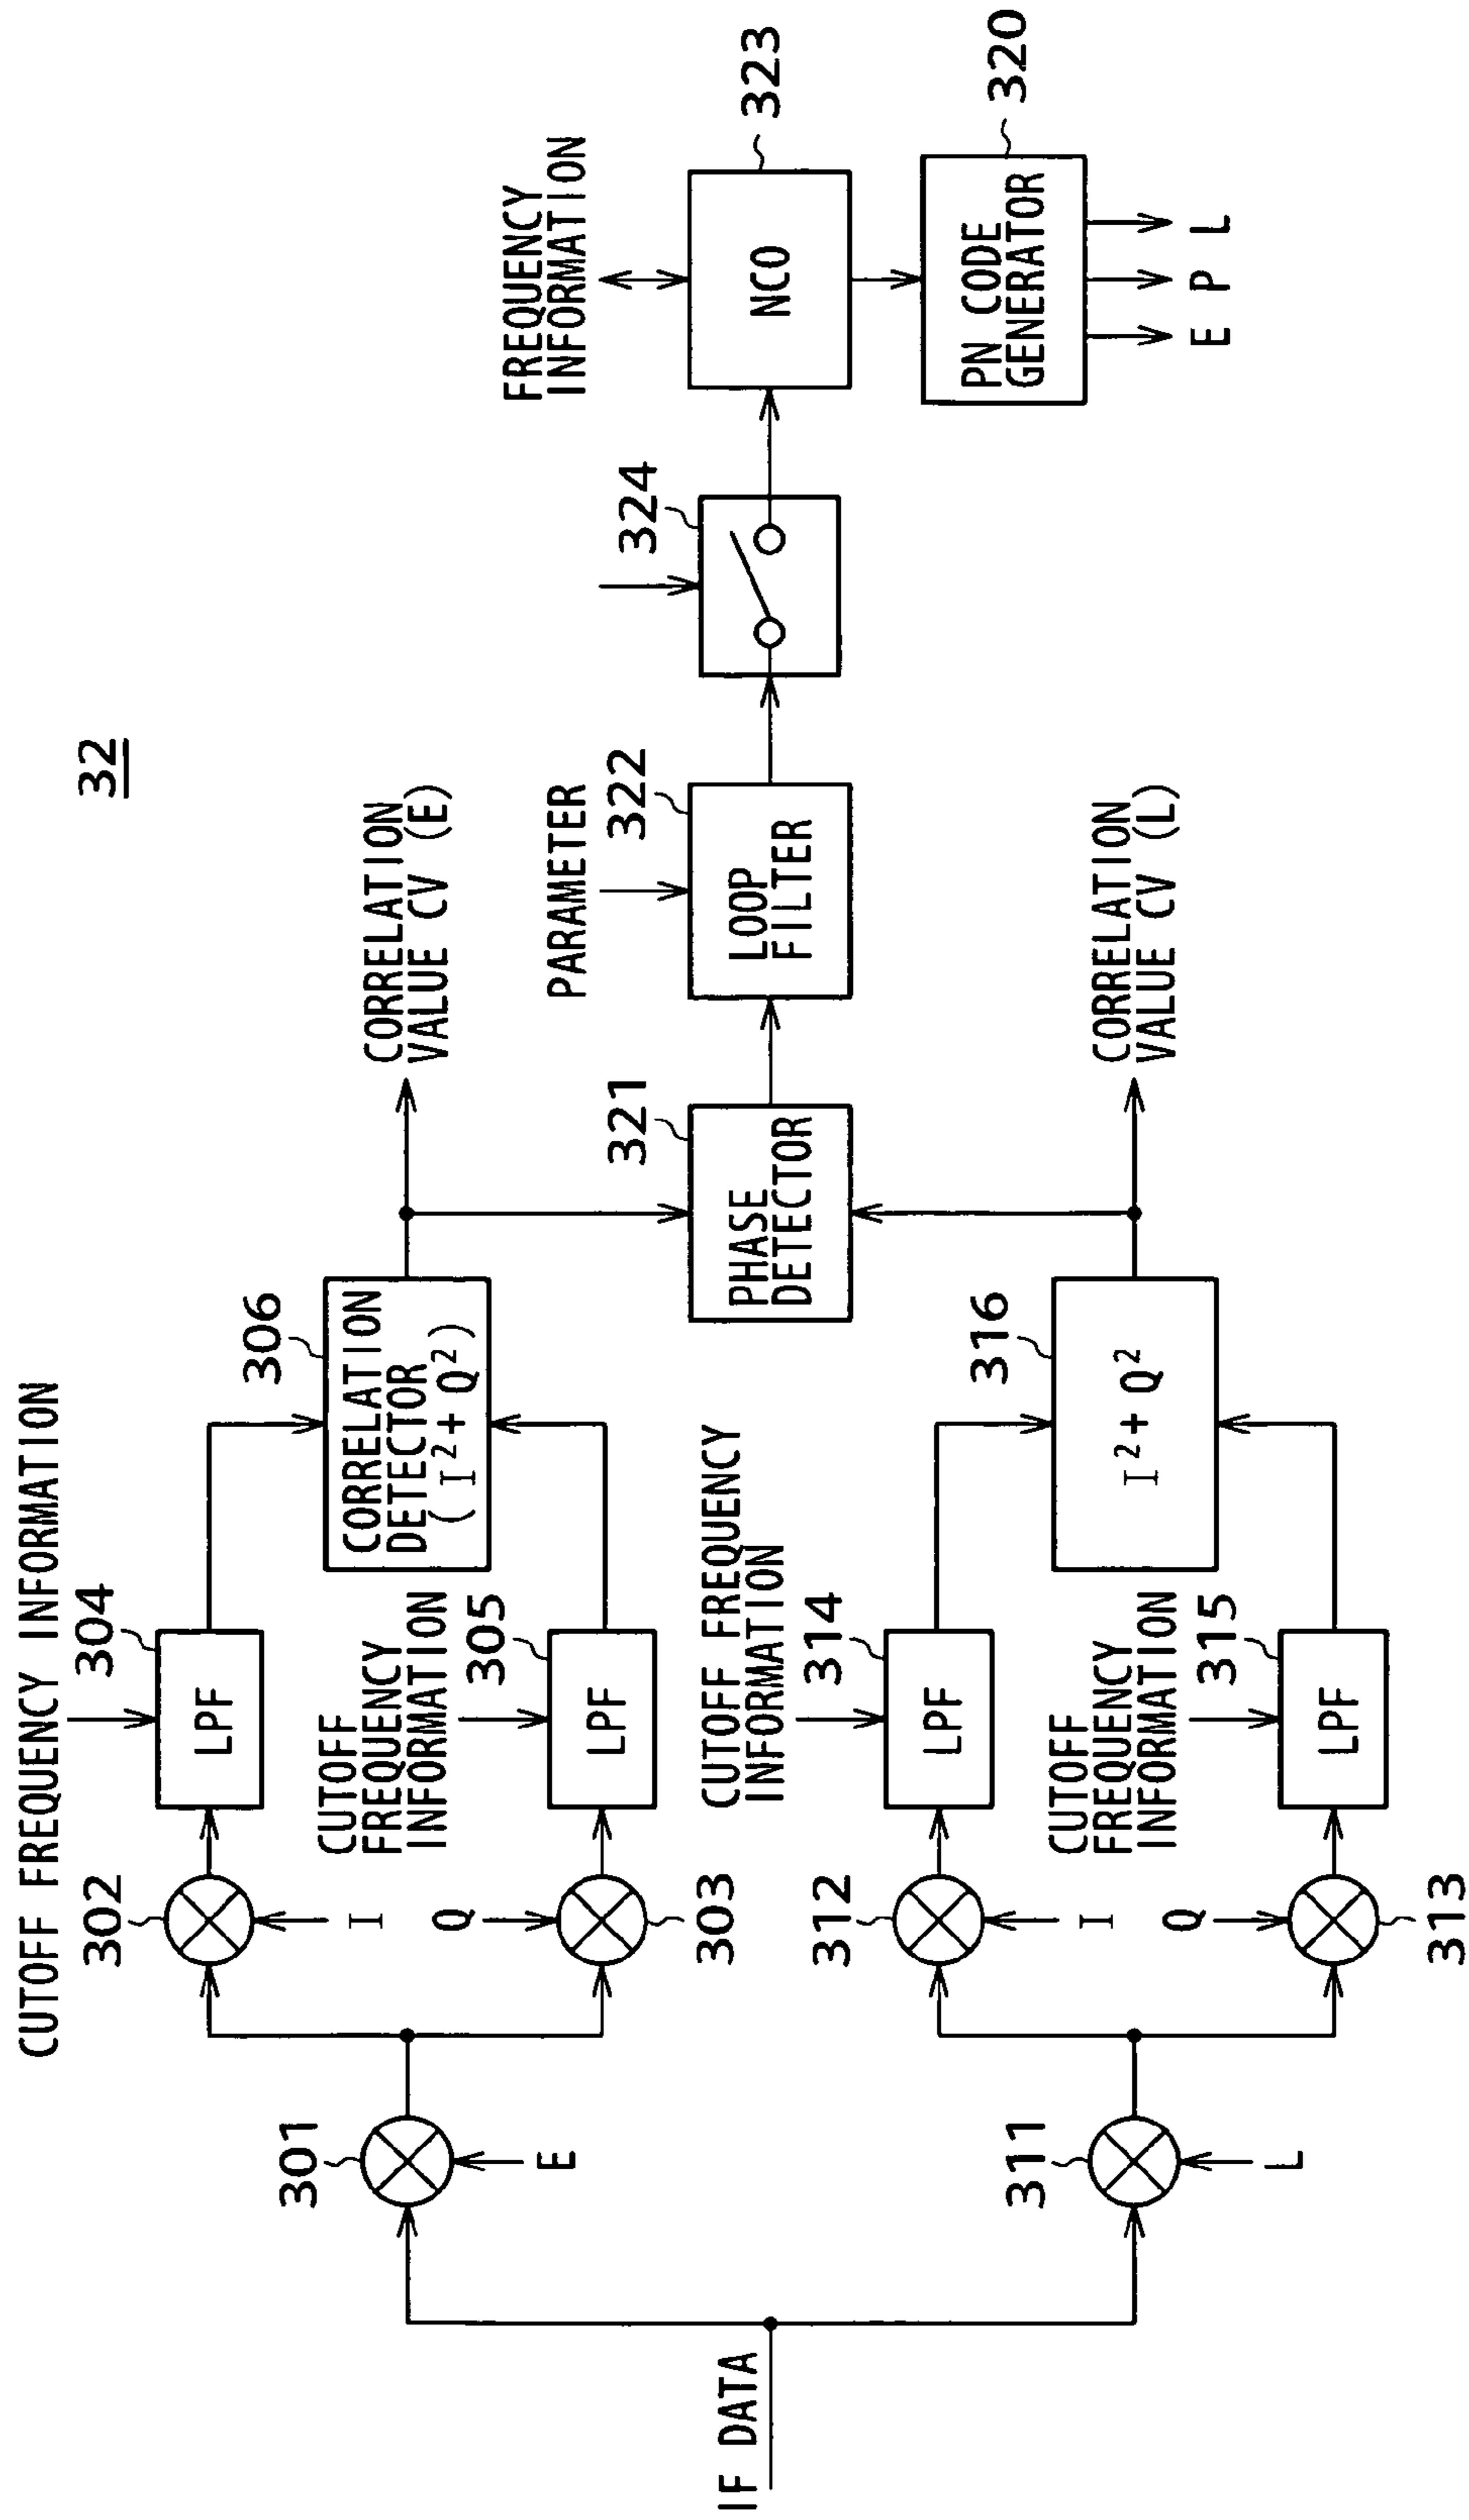 32
CUTOFF FREQUENCY INFORMATION
304
LPF
302
I
301
E
306
CORRELATION
DETECTOR
( I²+ Q² )
CORRELATION
VALUE CV (E)
CUTOFF
FREQUENCY
INFORMATION
305
LPF
Q
303
IF DATA
321
PHASE
DETECTOR
PARAMETER
322
LOOP
FILTER
324
FREQUENCY
INFORMATION
NCO
323
PN CODE
GENERATOR
320
E
P
L
CUTOFF FREQUENCY
INFORMATION
314
LPF
312
I
311
L
316
I²+ Q²
CORRELATION
VALUE CV (L)
CUTOFF
FREQUENCY
INFORMATION
315
LPF
Q
313